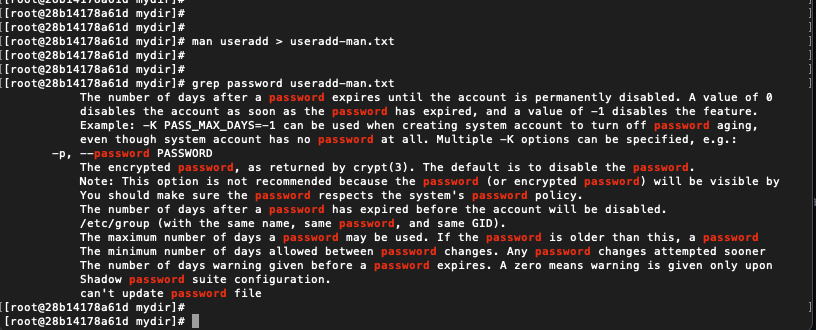 [[root@28b14178a61d mydir]#
[[root@28b14178a61d mydir]#
[[root@28b14178a61d mydir]#
[[root@28b14178a61d mydir]# man useradd > useradd-man.txt
[[root@28b14178a61d mydir]#
[[root@28b14178a61d mydir]#
[[root@28b14178a61d mydir]# grep password useradd-man.txt
The number of days after a password expires until the account is permanently disabled. A value of 0
disables the account as soon as the password has expired, and a value of -1 disables the feature.
Example: -K PASS_MAX_DAYS=-1 can be used when creating system account to turn off password aging,
even though system account has no password at all. Multiple -K options can be specified, e.g.:
-p, --password PASSWORD
The encrypted password, as returned by crypt(3). The default is to disable the password.
Note: This option is not recommended because the password (or encrypted password) will be visible by
You should make sure the password respects the system's password policy.
The number of days after a password has expired before the account will be disabled.
/etc/group (with the same name, same password, and same GID).
The maximum number of days a password may be used. If the password is older than this, a password
The minimum number of days allowed between password changes. Any password changes attempted sooner
The number of days warning given before a password expires. A zero means warning is given only upon
Shadow password suite configuration.
can't update password file
[[root@28b14178a61d mydir]#
[root@28b14178a61d mydir]#